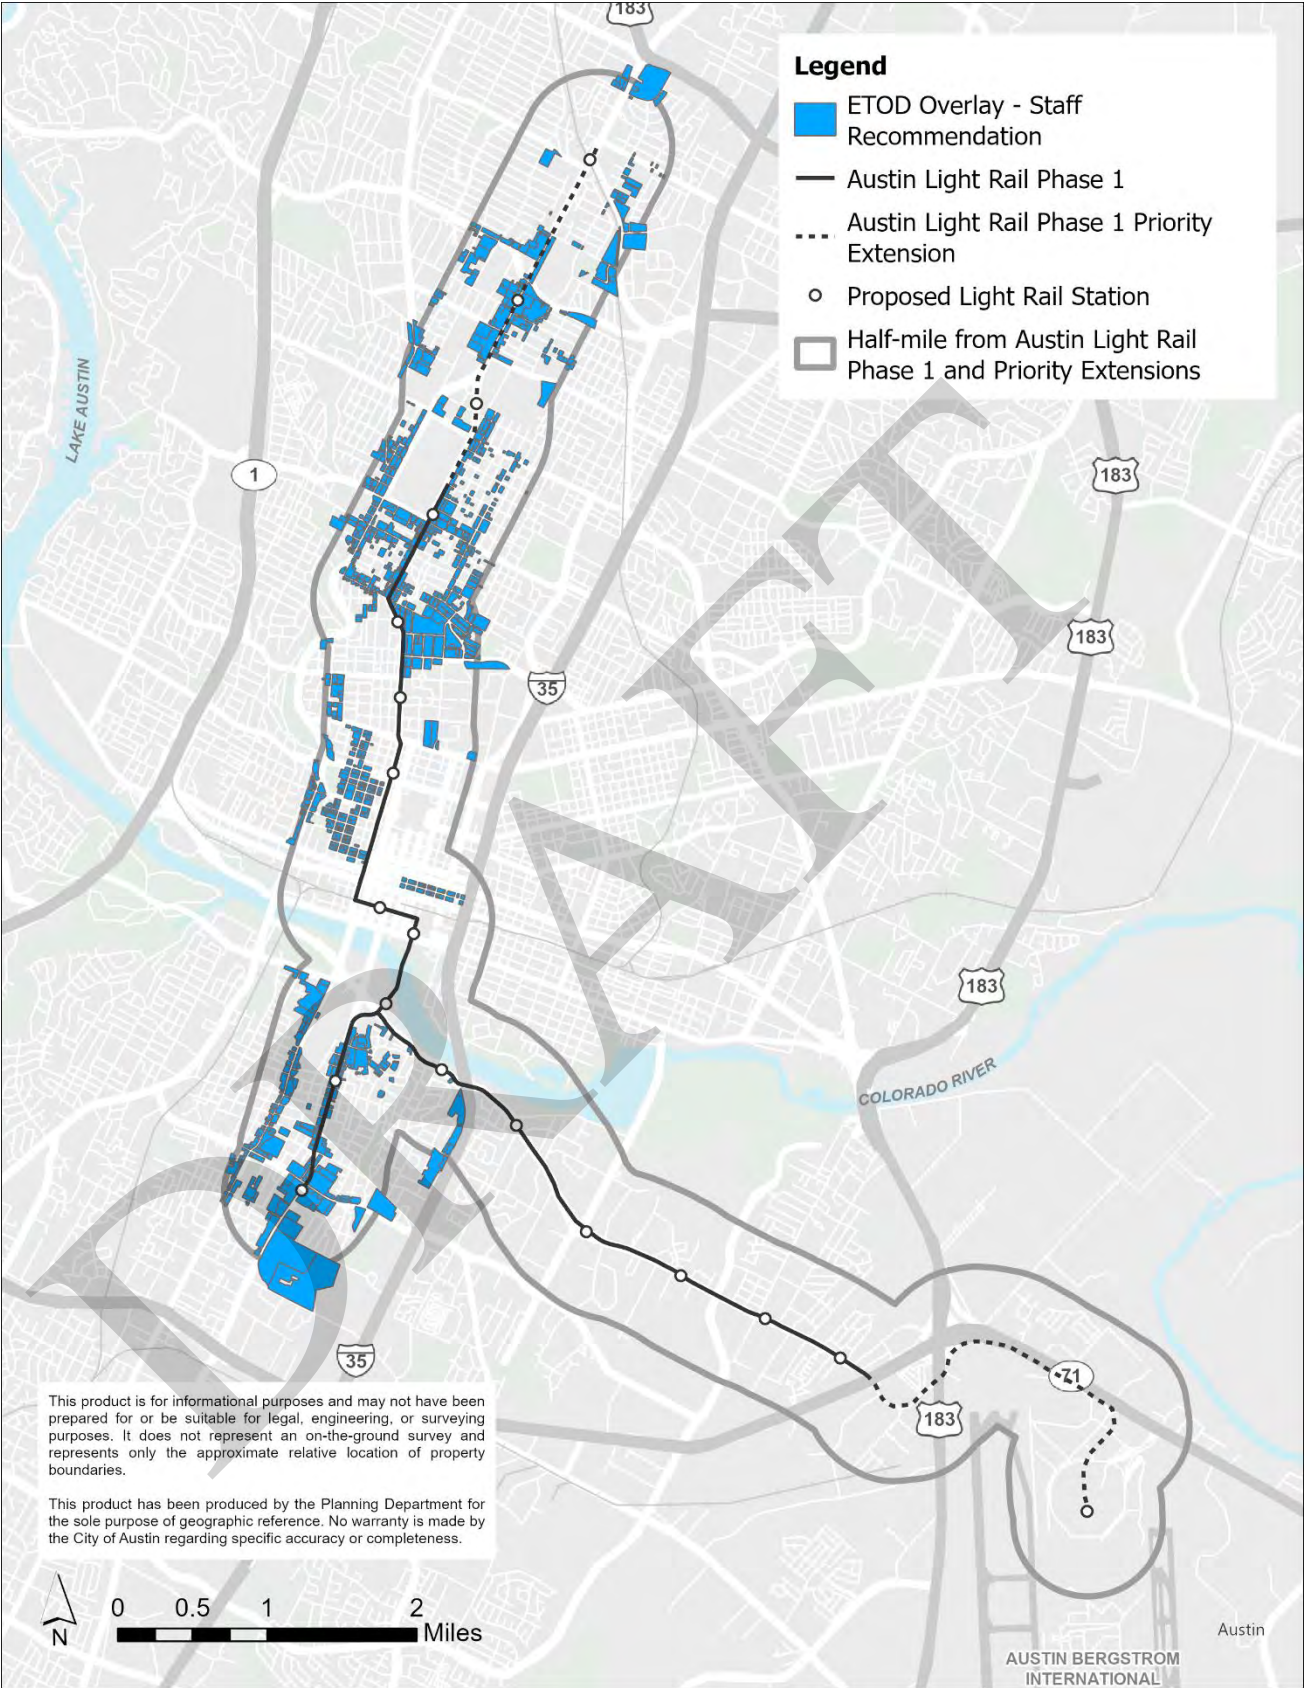 183
Legend
ETOD Overlay - Staff
Recommendation
Austin Light Rail Phase 1
Austin Light Rail Phase 1 Priority
Extension
Proposed Light Rail Station
Half-mile from Austin Light Rail
Phase 1 and Priority Extensions
LAKE AUSTIN
1
183
183
35
DRAFT
183
COLORADO RIVER
35
71
183
This product is for informational purposes and may not have been
prepared for or be suitable for legal, engineering, or surveying
purposes. It does not represent an on-the-ground survey and
represents only the approximate relative location of property
boundaries.
This product has been produced by the Planning Department for
the sole purpose of geographic reference. No warranty is made by
the City of Austin regarding specific accuracy or completeness.
N
0 0.5 1 2
Miles
Austin
AUSTIN BERGSTROM
INTERNATIONAL